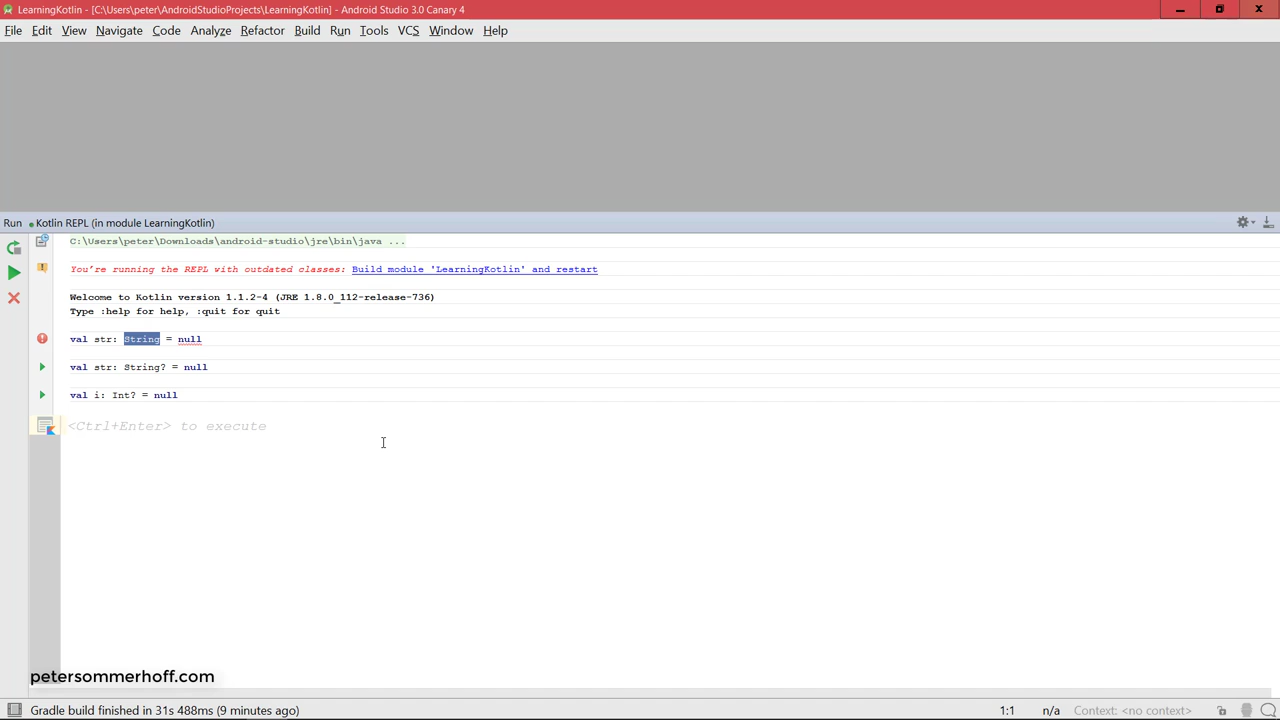 LearningKotlin - [C:\Users\peter\AndroidStudioProjects\LearningKotlin] - Android Studio 3.0 Canary 4
File Edit View Navigate Code Analyze Refactor Build Run Tools VCS Window Help
Run Kotlin REPL (in module LearningKotlin)
C:\Users\peter\Downloads\android-studio\jre\bin\java ...
You're running the REPL with outdated classes: Build module 'LearningKotlin' and restart
Welcome to Kotlin version 1.1.2-4 (JRE 1.8.0_112-release-736)
Type :help for help, :quit for quit
val str: String = null
val str: String? = null
val i: Int? = null
<Ctrl+Enter> to execute
petersommerhoff.com
Gradle build finished in 31s 488ms (9 minutes ago) 1:1 n/a Context: <no context>